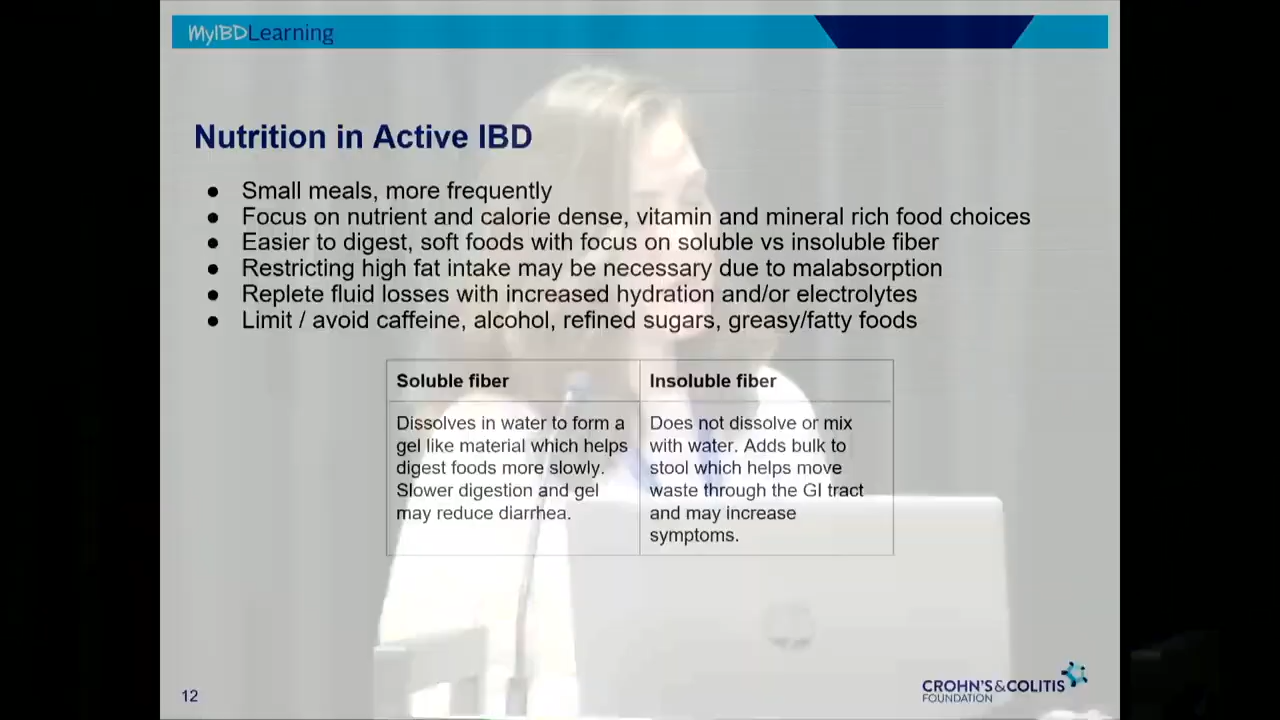 MyIBDLearning
Nutrition in Active IBD
● Small meals, more frequently
● Focus on nutrient and calorie dense, vitamin and mineral rich food choices
● Easier to digest, soft foods with focus on soluble vs insoluble fiber
● Restricting high fat intake may be necessary due to malabsorption
● Replete fluid losses with increased hydration and/or electrolytes
● Limit / avoid caffeine, alcohol, refined sugars, greasy/fatty foods
Soluble fiber
Dissolves in water to form a
gel like material which helps
digest foods more slowly.
Slower digestion and gel
may reduce diarrhea.
Insoluble fiber
Does not dissolve or mix
with water. Adds bulk to
stool which helps move
waste through the GI tract
and may increase
symptoms.
12
CROHN'S&COLITIS
FOUNDATION